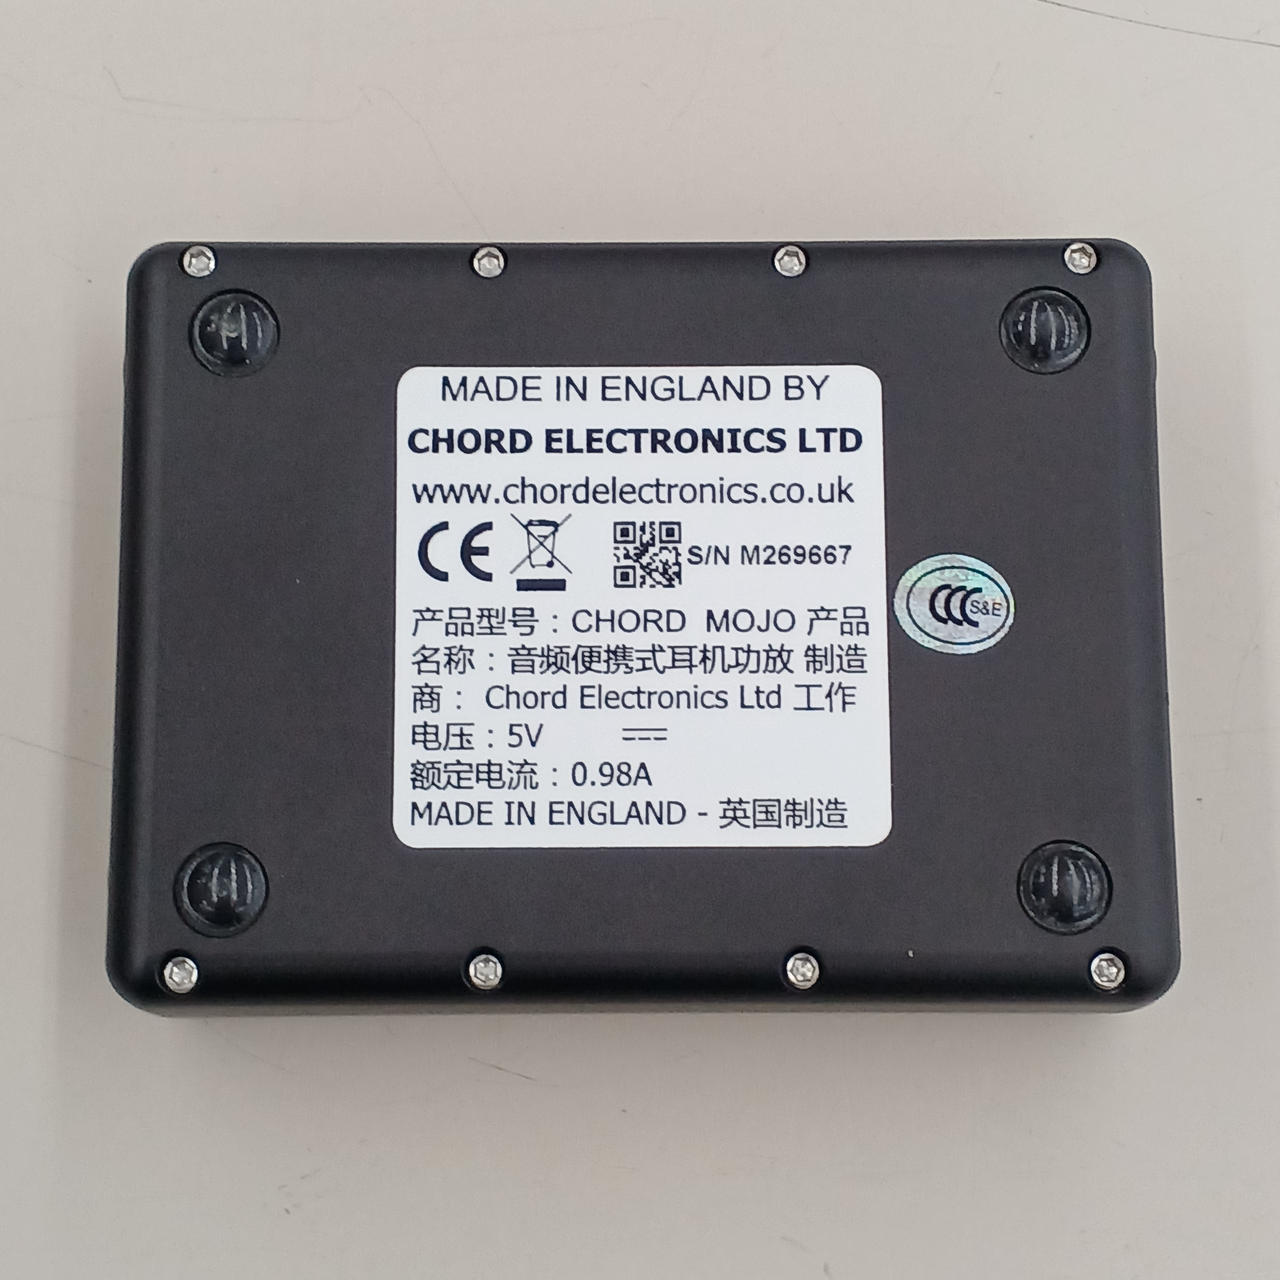 MADE IN ENGLAND BY
CHORD ELECTRONICS LTD
www.chordelectronics.co.uk
CE S/N M269667
产品型号：CHORD MOJO 产品
名称：音频便携式耳机功放 制造
商： Chord Electronics Ltd 工作
电压：5V
额定电流：0.98A
MADE IN ENGLAND - 英国制造
CCC S&E